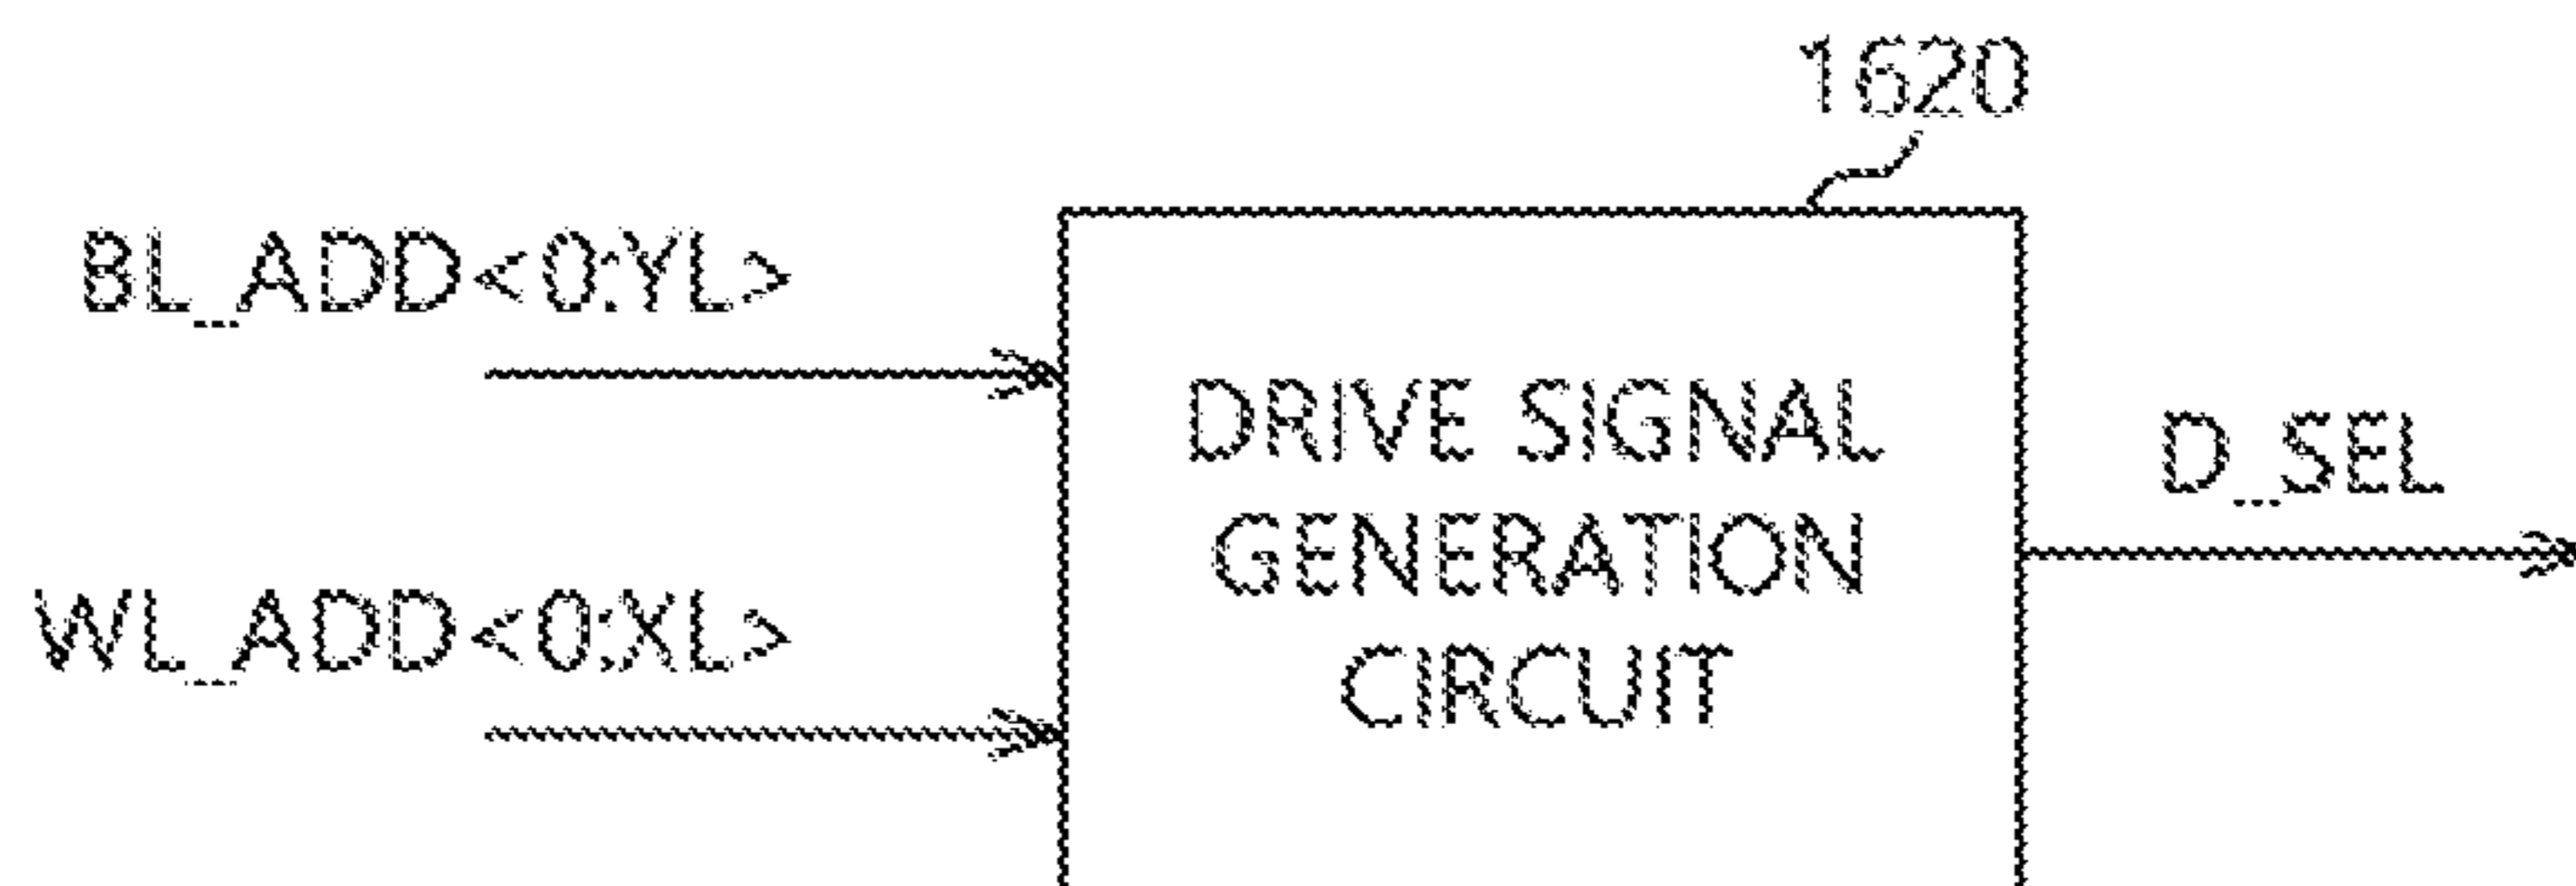 1620
BL_ADD<0:YL>
DRIVE SIGNAL
GENERATION
CIRCUIT
D_SEL
WL_ADD<0:XL>